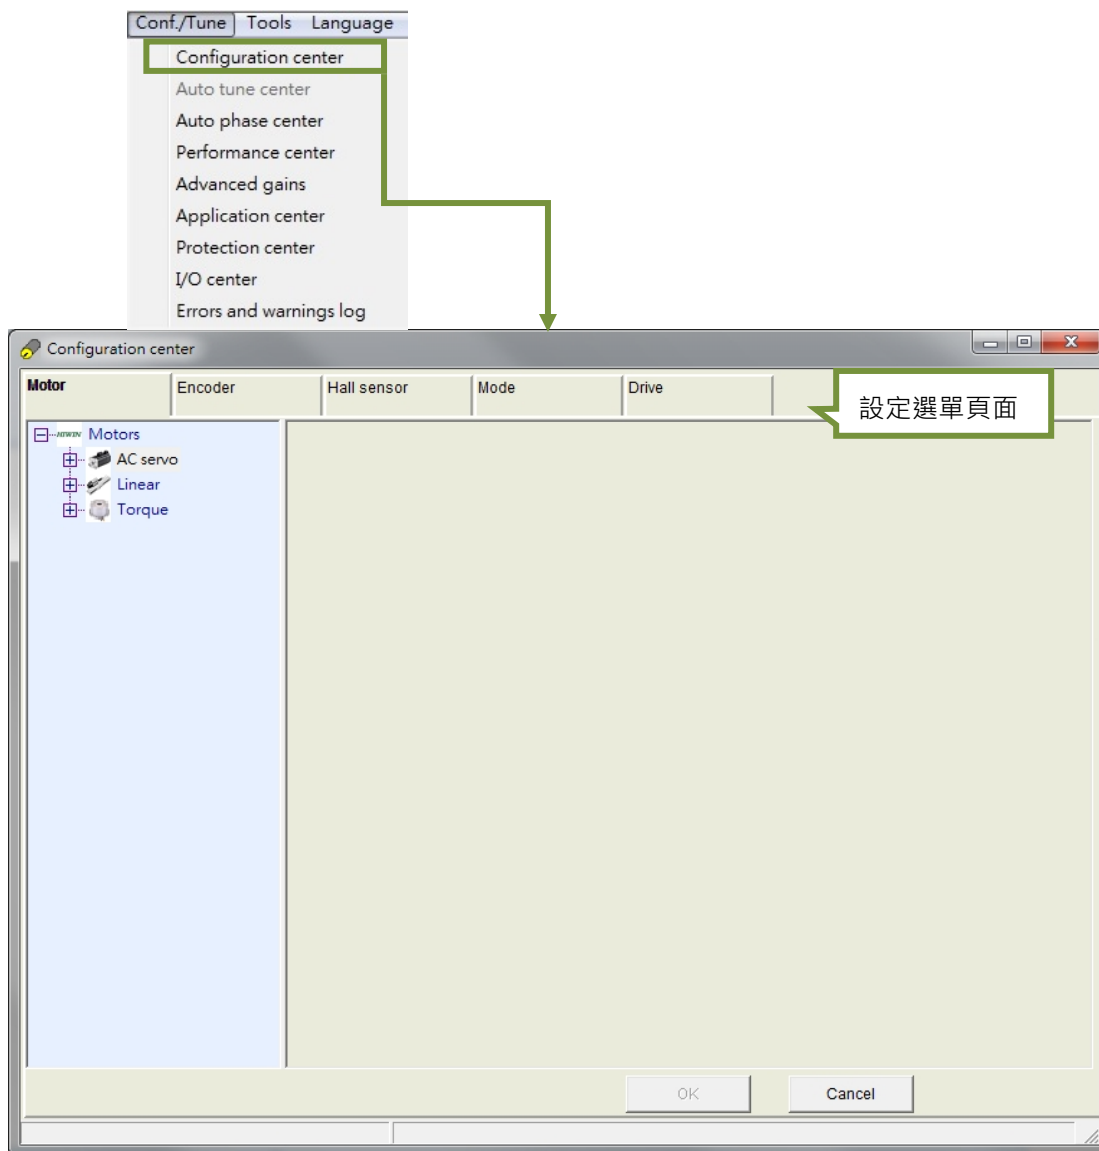 Conf./Tune Tools Language
Configuration center
Auto tune center
Auto phase center
Performance center
Advanced gains
Application center
Protection center
I/O center
Errors and warnings log
Configuration center
Motor Encoder Hall sensor Mode Drive
設定選單頁面
HIWIN Motors
AC servo
Linear
Torque
OK Cancel